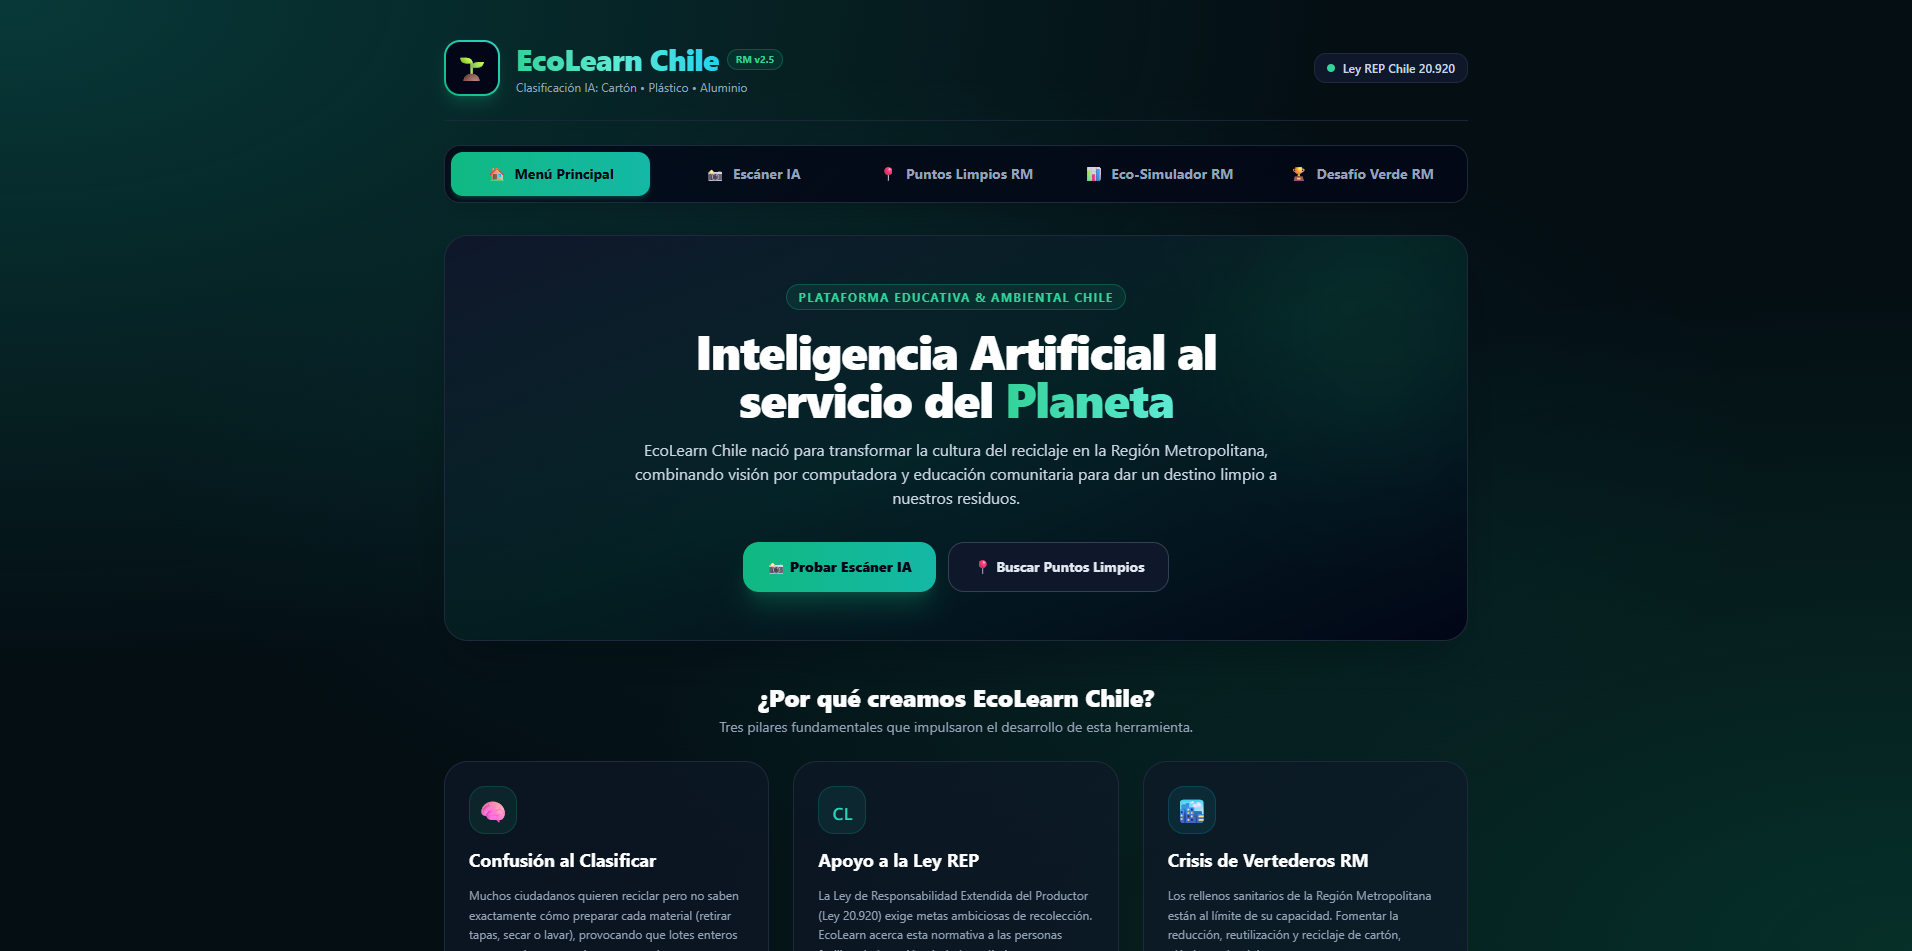 EcoLearn Chile RM v2.5
Clasificación IA: Cartón • Plástico • Aluminio
Ley REP Chile 20.920
Menú Principal
Escáner IA
Puntos Limpios RM
Eco-Simulador RM
Desafío Verde RM
PLATAFORMA EDUCATIVA & AMBIENTAL CHILE
Inteligencia Artificial al
servicio del Planeta
EcoLearn Chile nació para transformar la cultura del reciclaje en la Región Metropolitana,
combinando visión por computadora y educación comunitaria para dar un destino limpio a
nuestros residuos.
Probar Escáner IA
Buscar Puntos Limpios
¿Por qué creamos EcoLearn Chile?
Tres pilares fundamentales que impulsaron el desarrollo de esta herramienta.
Confusión al Clasificar
Muchos ciudadanos quieren reciclar pero no saben
exactamente cómo preparar cada material (retirar
tapas, secar o lavar), provocando que lotes enteros
CL
Apoyo a la Ley REP
La Ley de Responsabilidad Extendida del Productor
(Ley 20.920) exige metas ambiciosas de recolección.
EcoLearn acerca esta normativa a las personas
Crisis de Vertederos RM
Los rellenos sanitarios de la Región Metropolitana
están al límite de su capacidad. Fomentar la
reducción, reutilización y reciclaje de cartón,